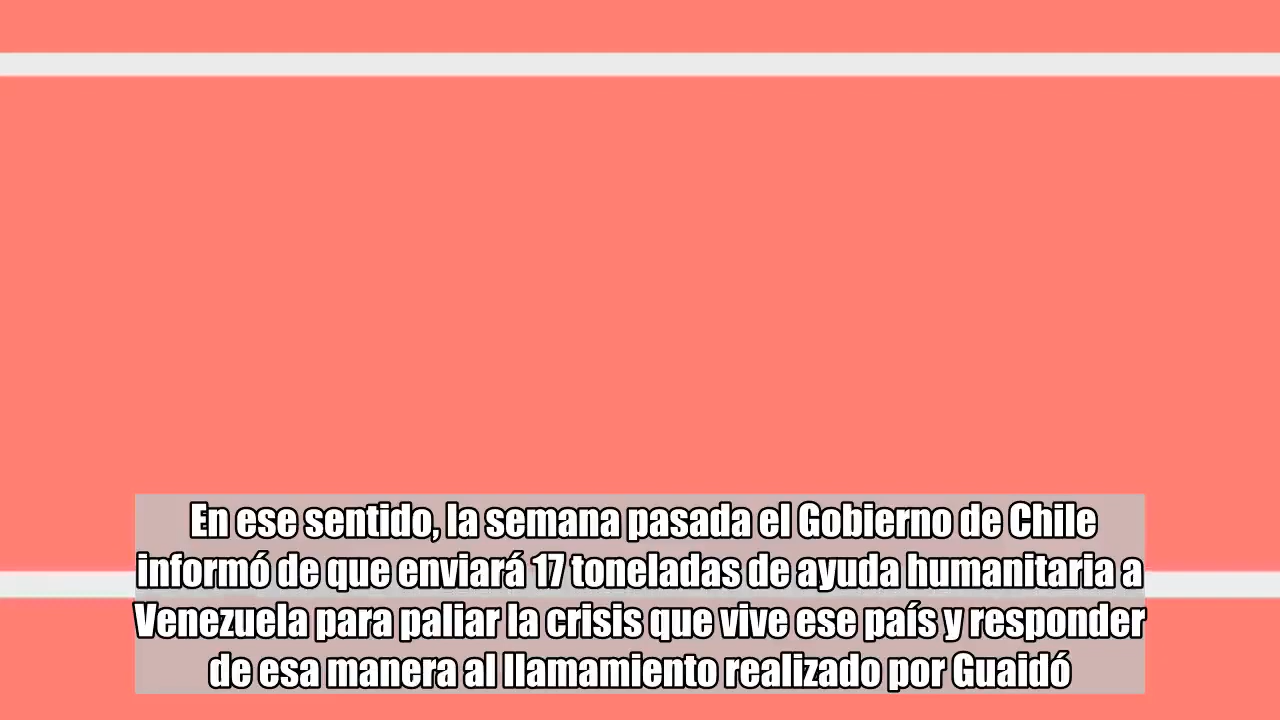 En ese sentido, la semana pasada el Gobierno de Chile
informó de que enviará 17 toneladas de ayuda humanitaria a
Venezuela para paliar la crisis que vive ese país y responder
de esa manera al llamamiento realizado por Guaidó